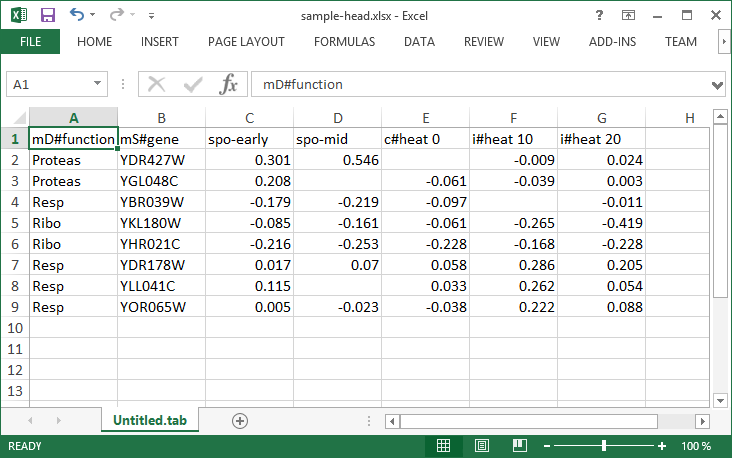 sample-head.xlsx - Excel
FILE HOME INSERT PAGE LAYOUT FORMULAS DATA REVIEW VIEW ADD-INS TEAM
A1 fx mD#function
A B C D E F G H
1 mD#function mS#gene spo-early spo-mid c#heat 0 i#heat 10 i#heat 20
2 Proteas YDR427W 0.301 0.546 -0.009 0.024
3 Proteas YGL048C 0.208 -0.061 -0.039 0.003
4 Resp YBR039W -0.179 -0.219 -0.097 -0.011
5 Ribo YKL180W -0.085 -0.161 -0.061 -0.265 -0.419
6 Ribo YHR021C -0.216 -0.253 -0.228 -0.168 -0.228
7 Resp YDR178W 0.017 0.07 0.058 0.286 0.205
8 Resp YLL041C 0.115 0.033 0.262 0.054
9 Resp YOR065W 0.005 -0.023 -0.038 0.222 0.088
10
11
12
13
Untitled.tab
READY 100 %